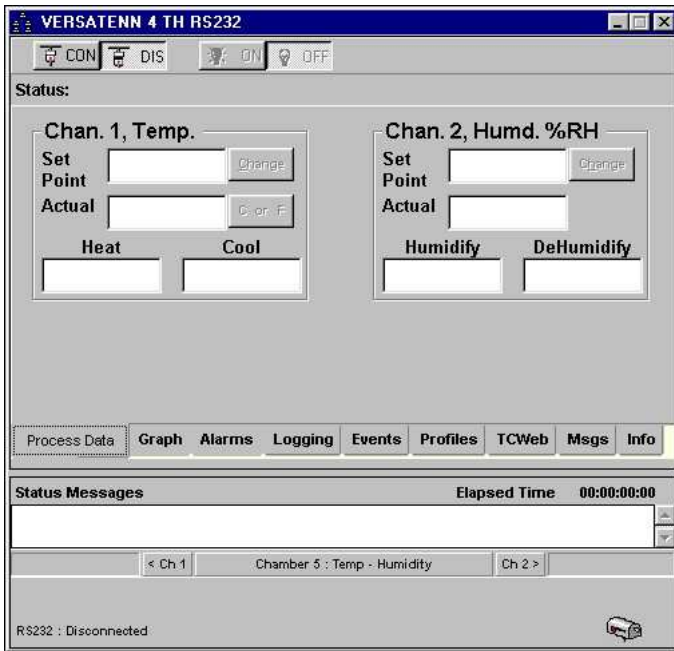 VERSATENN 4 TH RS232
CON DIS ON OFF
Status:
Chan. 1, Temp.
Set Point Change
Actual C or F
Heat Cool
Chan. 2, Humd. %RH
Set Point Change
Actual
Humidify DeHumidify
Process Data Graph Alarms Logging Events Profiles TCWeb Msgs Info
Status Messages Elapsed Time 00:00:00:00
< Ch 1 Chamber 5 : Temp - Humidity Ch 2 >
RS232 : Disconnected